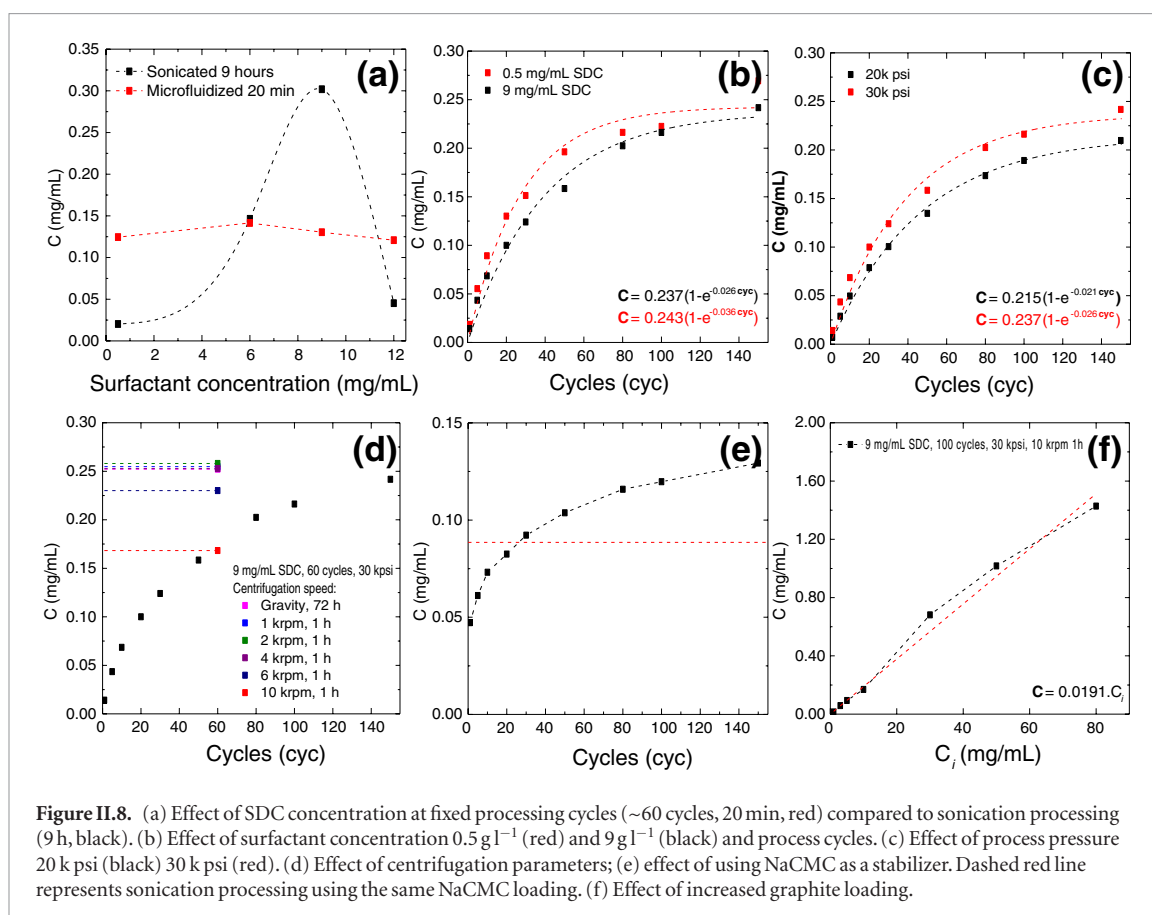 (a)
Sonicated 9 hours
Microfluidized 20 min
0.30
0.25
0.20
0.15
0.10
0.05
0.00
C (mg/mL)
0 2 4 6 8 10 12
Surfactant concentration (mg/mL)
(b)
0.5 mg/mL SDC
9 mg/mL SDC
0.30
0.25
0.20
0.15
0.10
0.05
0.00
C (mg/mL)
C = 0.237(1-e^-0.026 cyc)
C = 0.243(1-e^-0.036 cyc)
0 20 40 60 80 100 120 140
Cycles (cyc)
(c)
20k psi
30k psi
0.30
0.25
0.20
0.15
0.10
0.05
0.00
C (mg/mL)
C = 0.215(1-e^-0.021 cyc)
C = 0.237(1-e^-0.026 cyc)
0 20 40 60 80 100 120 140
Cycles (cyc)
(d)
0.30
0.25
0.20
0.15
0.10
0.05
0.00
C (mg/mL)
9 mg/mL SDC, 60 cycles, 30 kpsi
Centrifugation speed:
Gravity, 72 h
1 krpm, 1 h
2 krpm, 1 h
4 krpm, 1 h
6 krpm, 1 h
10 krpm, 1 h
0 20 40 60 80 100 120 140
Cycles (cyc)
(e)
0.15
0.10
0.05
0.00
C (mg/mL)
0 20 40 60 80 100 120 140
Cycles (cyc)
(f)
9 mg/mL SDC, 100 cycles, 30 kpsi, 10 krpm 1h
2.00
1.60
1.20
0.80
0.40
0.00
C (mg/mL)
C = 0.0191.Ci
20 40 60 80
Ci (mg/mL)
Figure II.8. (a) Effect of SDC concentration at fixed processing cycles (~60 cycles, 20 min, red) compared to sonication processing
(9 h, black). (b) Effect of surfactant concentration 0.5 g l−1 (red) and 9 g l−1 (black) and process cycles. (c) Effect of process pressure
20 k psi (black) 30 k psi (red). (d) Effect of centrifugation parameters; (e) effect of using NaCMC as a stabilizer. Dashed red line
represents sonication processing using the same NaCMC loading. (f) Effect of increased graphite loading.